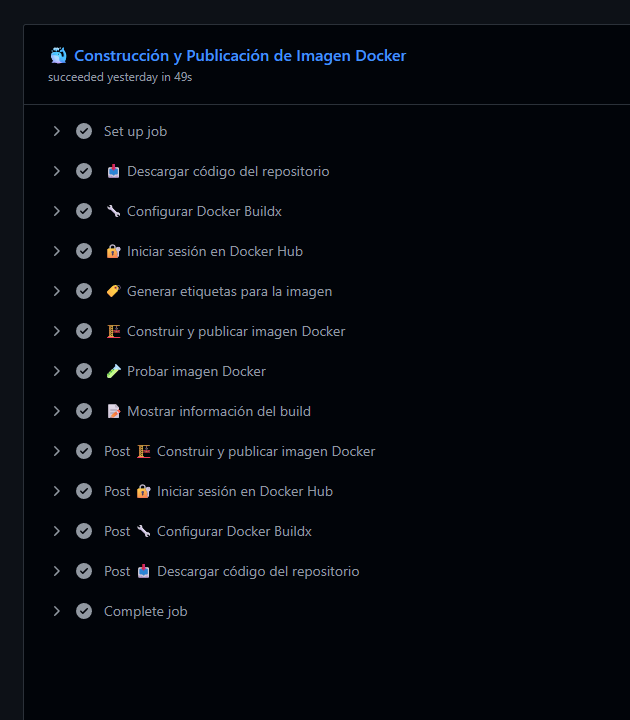 🐳 Construcción y Publicación de Imagen Docker
succeeded yesterday in 49s
Set up job
📥 Descargar código del repositorio
🔧 Configurar Docker Buildx
🔐 Iniciar sesión en Docker Hub
🏷️ Generar etiquetas para la imagen
🏗️ Construir y publicar imagen Docker
🧪 Probar imagen Docker
📝 Mostrar información del build
Post 🏗️ Construir y publicar imagen Docker
Post 🔐 Iniciar sesión en Docker Hub
Post 🔧 Configurar Docker Buildx
Post 📥 Descargar código del repositorio
Complete job